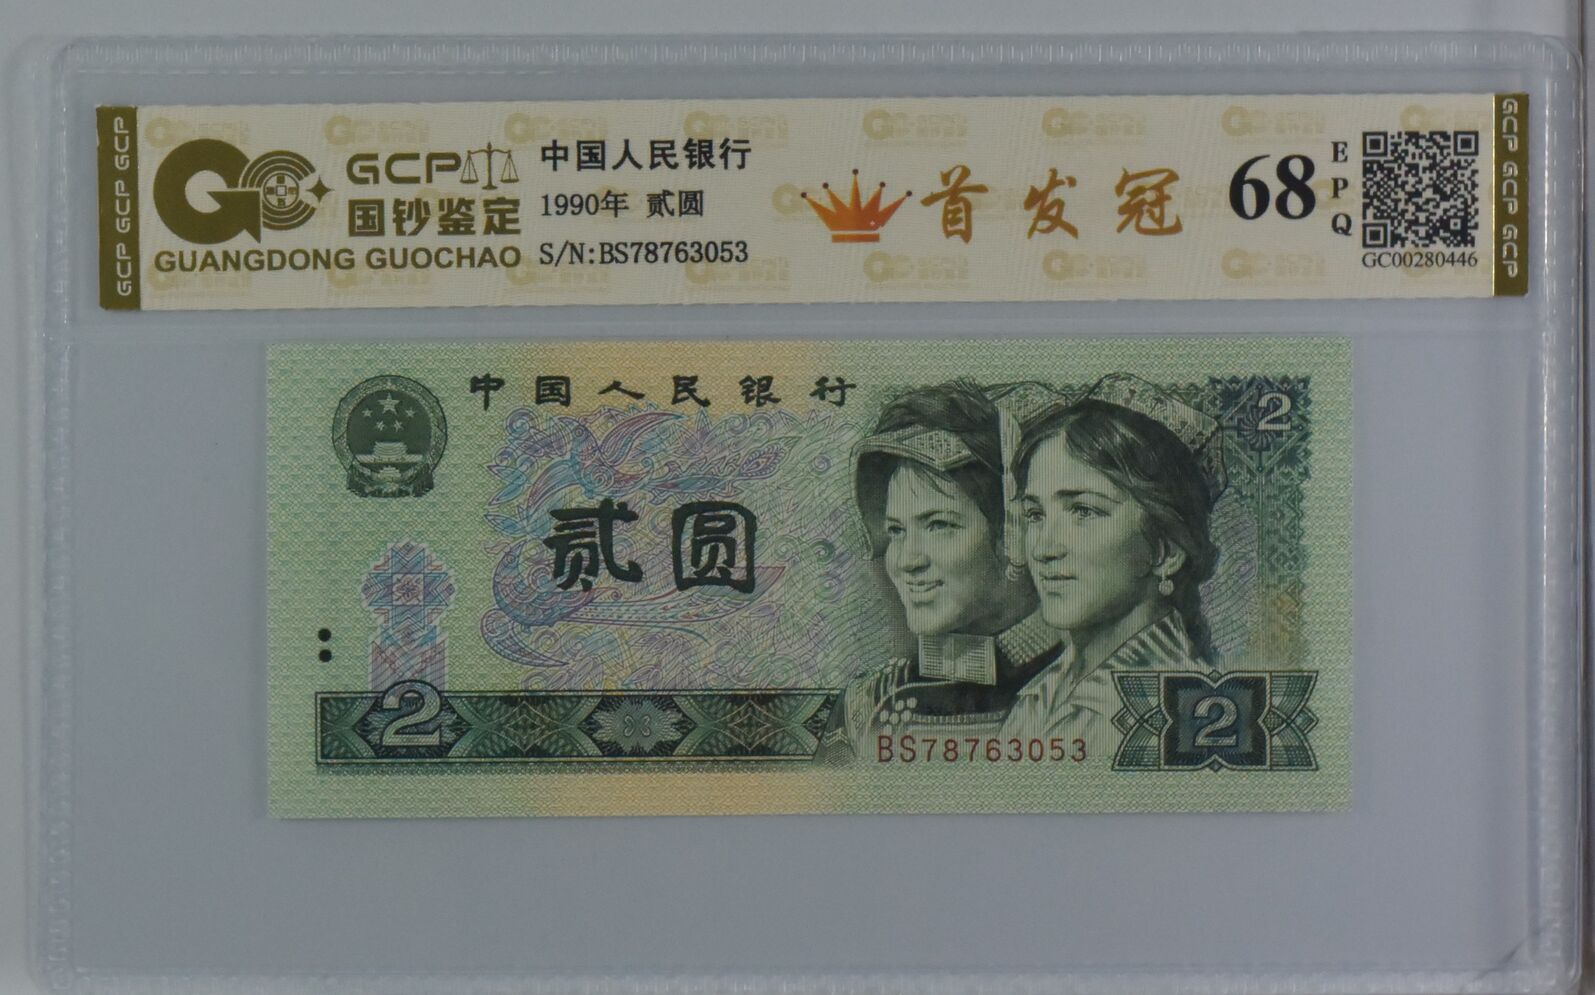 GCP GCP GCP
GCP
国钞鉴定
GUANGDONG GUOCHAO
中国人民银行
1990年 贰圆
S/N:BS78763053
首发冠
68
EPQ
GC00280446
GCP GCP GCP
中国人民银行
2
贰圆
2
BS78763053
2